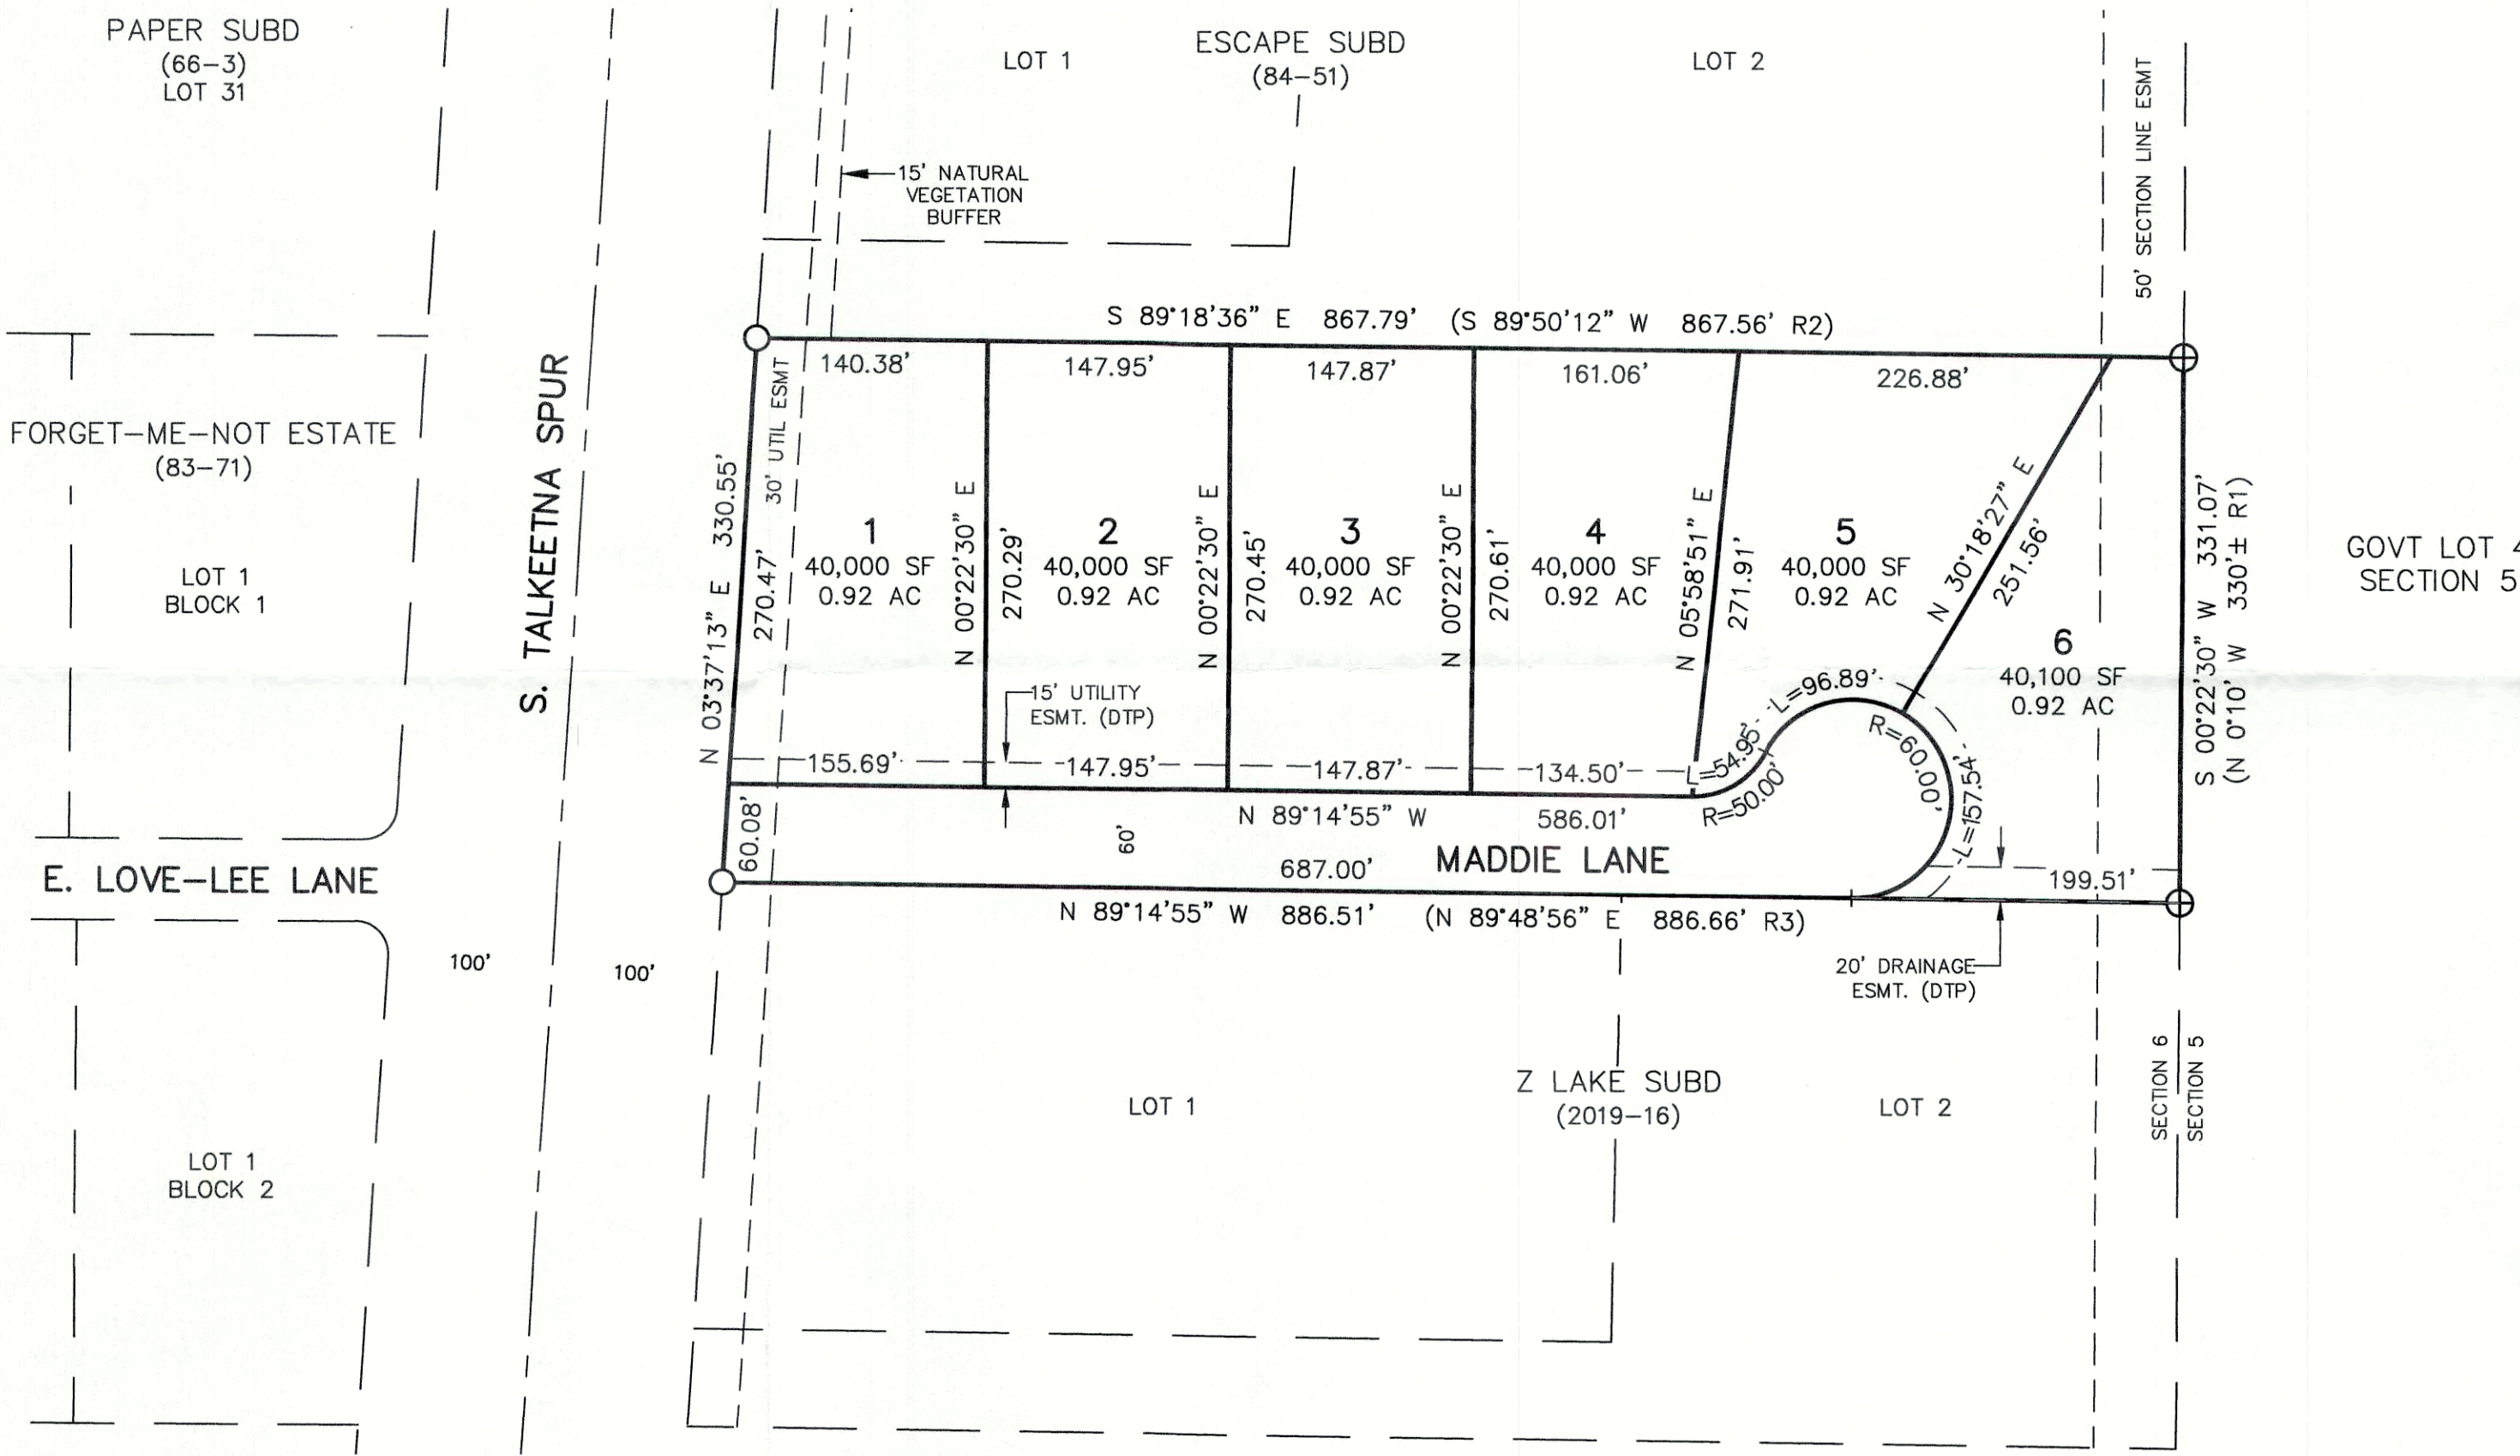 PAPER SUBD
(66-3)
LOT 31
LOT 1
ESCAPE SUBD
(84-51)
LOT 2
50' SECTION LINE ESMT
15' NATURAL
VEGETATION
BUFFER
S 89°18'36" E 867.79' (S 89°50'12" W 867.56' R2)
140.38'
147.95'
147.87'
161.06'
226.88'
FORGET-ME-NOT ESTATE
(83-71)
LOT 1
BLOCK 1
S. TALKEETNA SPUR
N 03°37'13" E 330.55'
270.47'
30' UTIL ESMT
1
40,000 SF
0.92 AC
N 00°22'30" E
270.29'
2
40,000 SF
0.92 AC
N 00°22'30" E
270.45'
3
40,000 SF
0.92 AC
N 00°22'30" E
270.61'
4
40,000 SF
0.92 AC
N 05°58'51" E
271.91'
5
40,000 SF
0.92 AC
N 30°18'27" E
251.56'
6
40,100 SF
0.92 AC
S 00°22'30" W 331.07'
(N 0°10' W 330'± R1)
GOVT LOT 4
SECTION 5
15' UTILITY
ESMT. (DTP)
155.69'
147.95'
147.87'
134.50'
L=54.95'
R=50.00'
L=96.89'
R=60.00'
L=157.54'
60.08'
60'
N 89°14'55" W 586.01'
687.00'
MADDIE LANE
199.51'
E. LOVE-LEE LANE
N 89°14'55" W 886.51' (N 89°48'56" E 886.66' R3)
100'
100'
20' DRAINAGE
ESMT. (DTP)
SECTION 6
SECTION 5
LOT 1
Z LAKE SUBD
(2019-16)
LOT 2
LOT 1
BLOCK 2